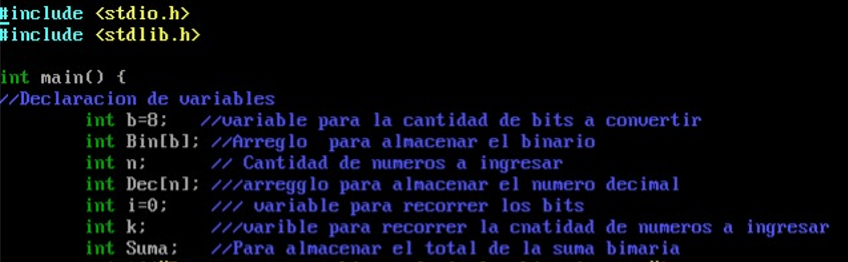 #include <stdio.h>
#include <stdlib.h>
int main() {
//Declaracion de variables
int b=8; //variable para la cantidad de bits a convertir
int Bin[b]; //Arreglo para almacenar el binario
int n; // Cantidad de numeros a ingresar
int Dec[n]; ///arregglo para almacenar el numero decimal
int i=0; /// variable para recorrer los bits
int k; ///varible para recorrer la cnatidad de numeros a ingresar
int Suma; //Para almacenar el total de la suma bimaria